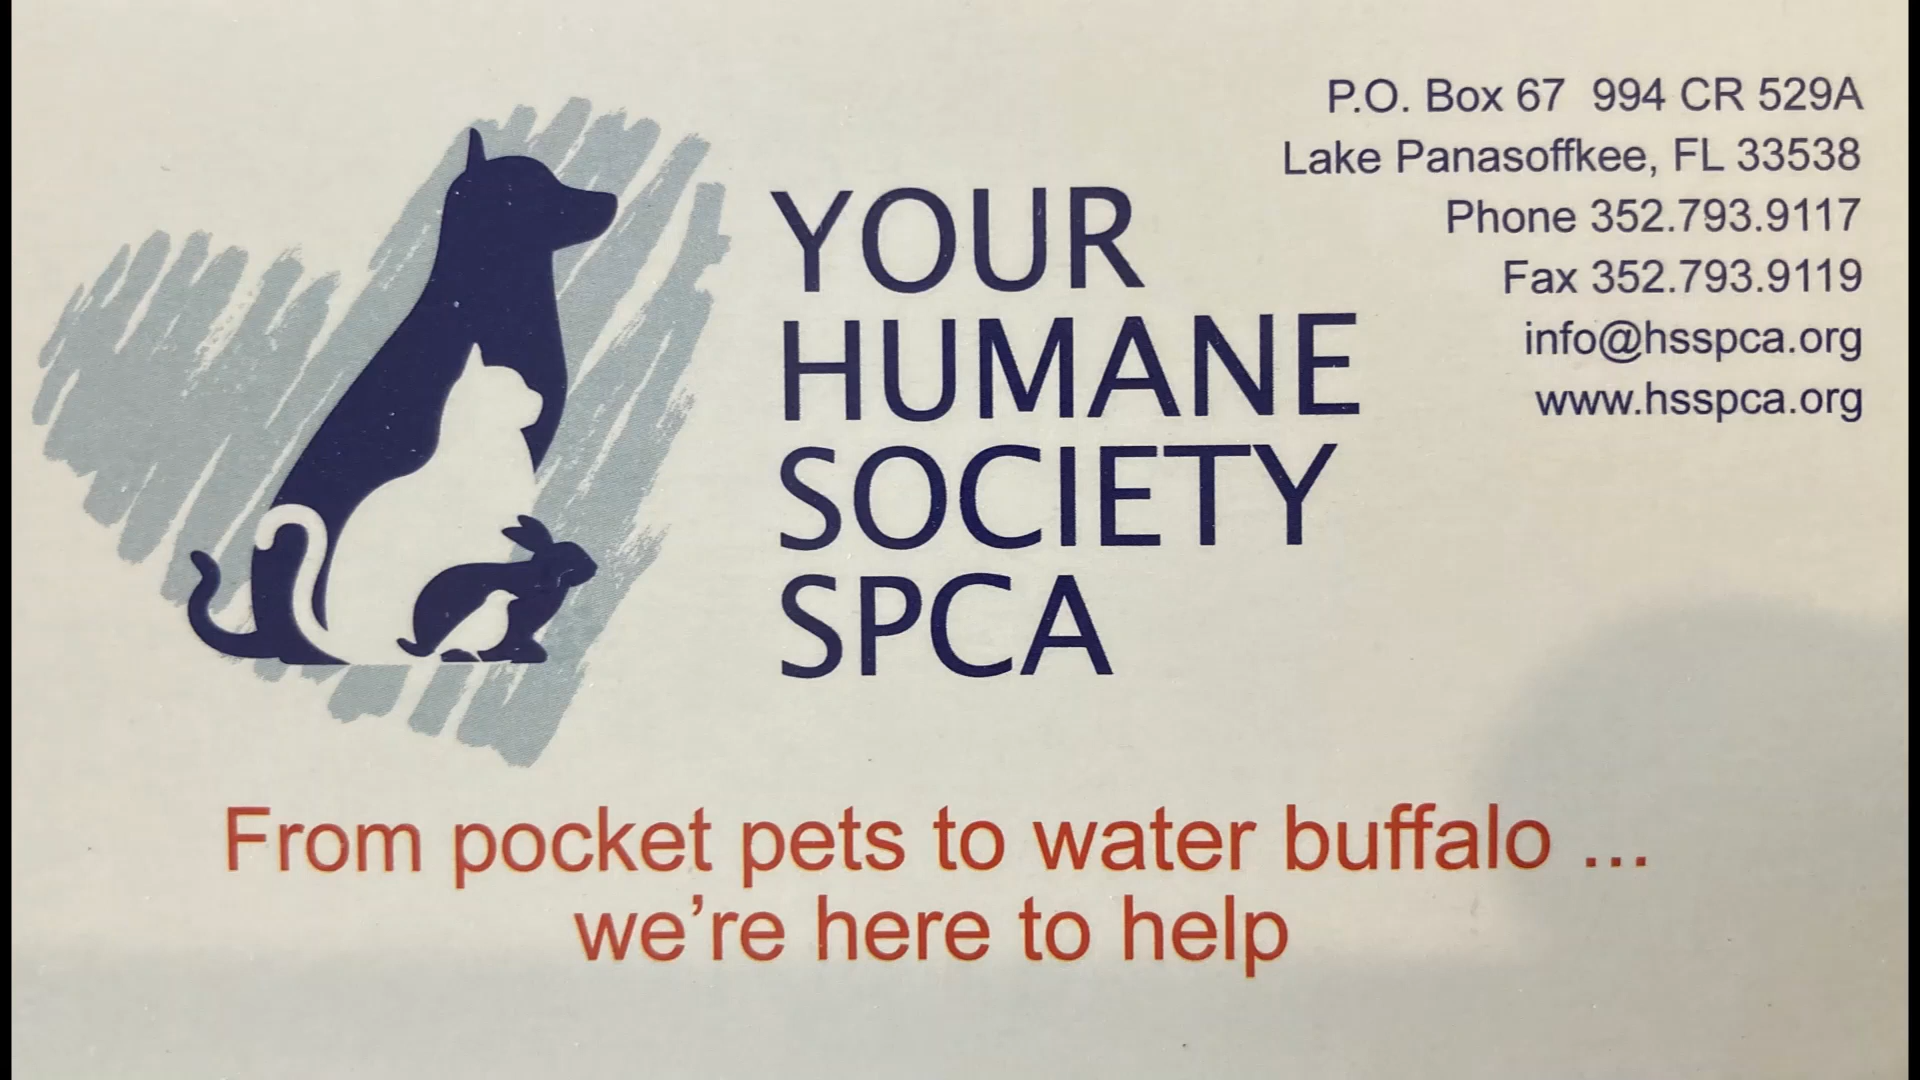 P.O. Box 67  994 CR 529A
Lake Panasoffkee, FL 33538
Phone 352.793.9117
Fax 352.793.9119
info@hsspca.org
www.hsspca.org
YOUR
HUMANE
SOCIETY
SPCA
From pocket pets to water buffalo ...
we're here to help